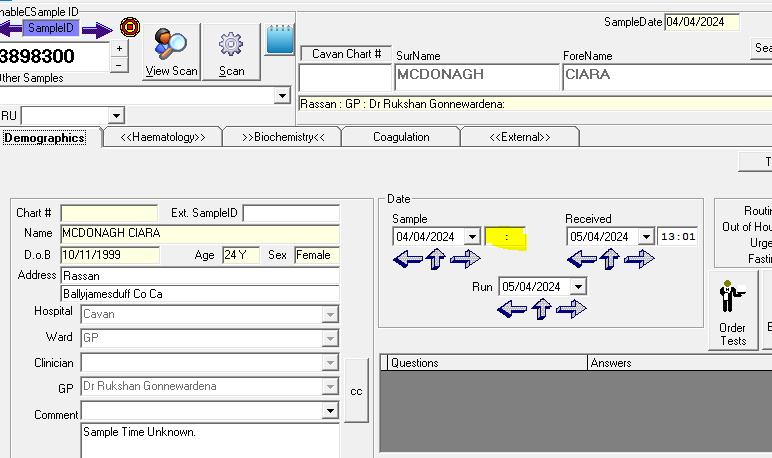 nableCSample ID
SampleID
3898300
+
-
View Scan
Scan
ther Samples
RU
SampleDate 04/04/2024
Cavan Chart # SurName ForeName
MCDONAGH CIARA
Sea
Rassan : GP : Dr Rukshan Gonnewardena:
Demographics <<Haematology>> >>Biochemistry<< Coagulation <<External>>
T
Chart # Ext. SampleID
Name MCDONAGH CIARA
D.o.B 10/11/1999 Age 24 Y Sex Female
Address Rassan
Ballyjamesduff Co Ca
Hospital Cavan
Ward GP
Clinician
GP Dr Rukshan Gonnewardena
cc
Comment
Sample Time Unknown.
Date
Sample Received
04/04/2024 : 05/04/2024 13:01
Run 05/04/2024
Routin
Out of Hou
Urge
Fastin
Order
Tests
E
Questions Answers